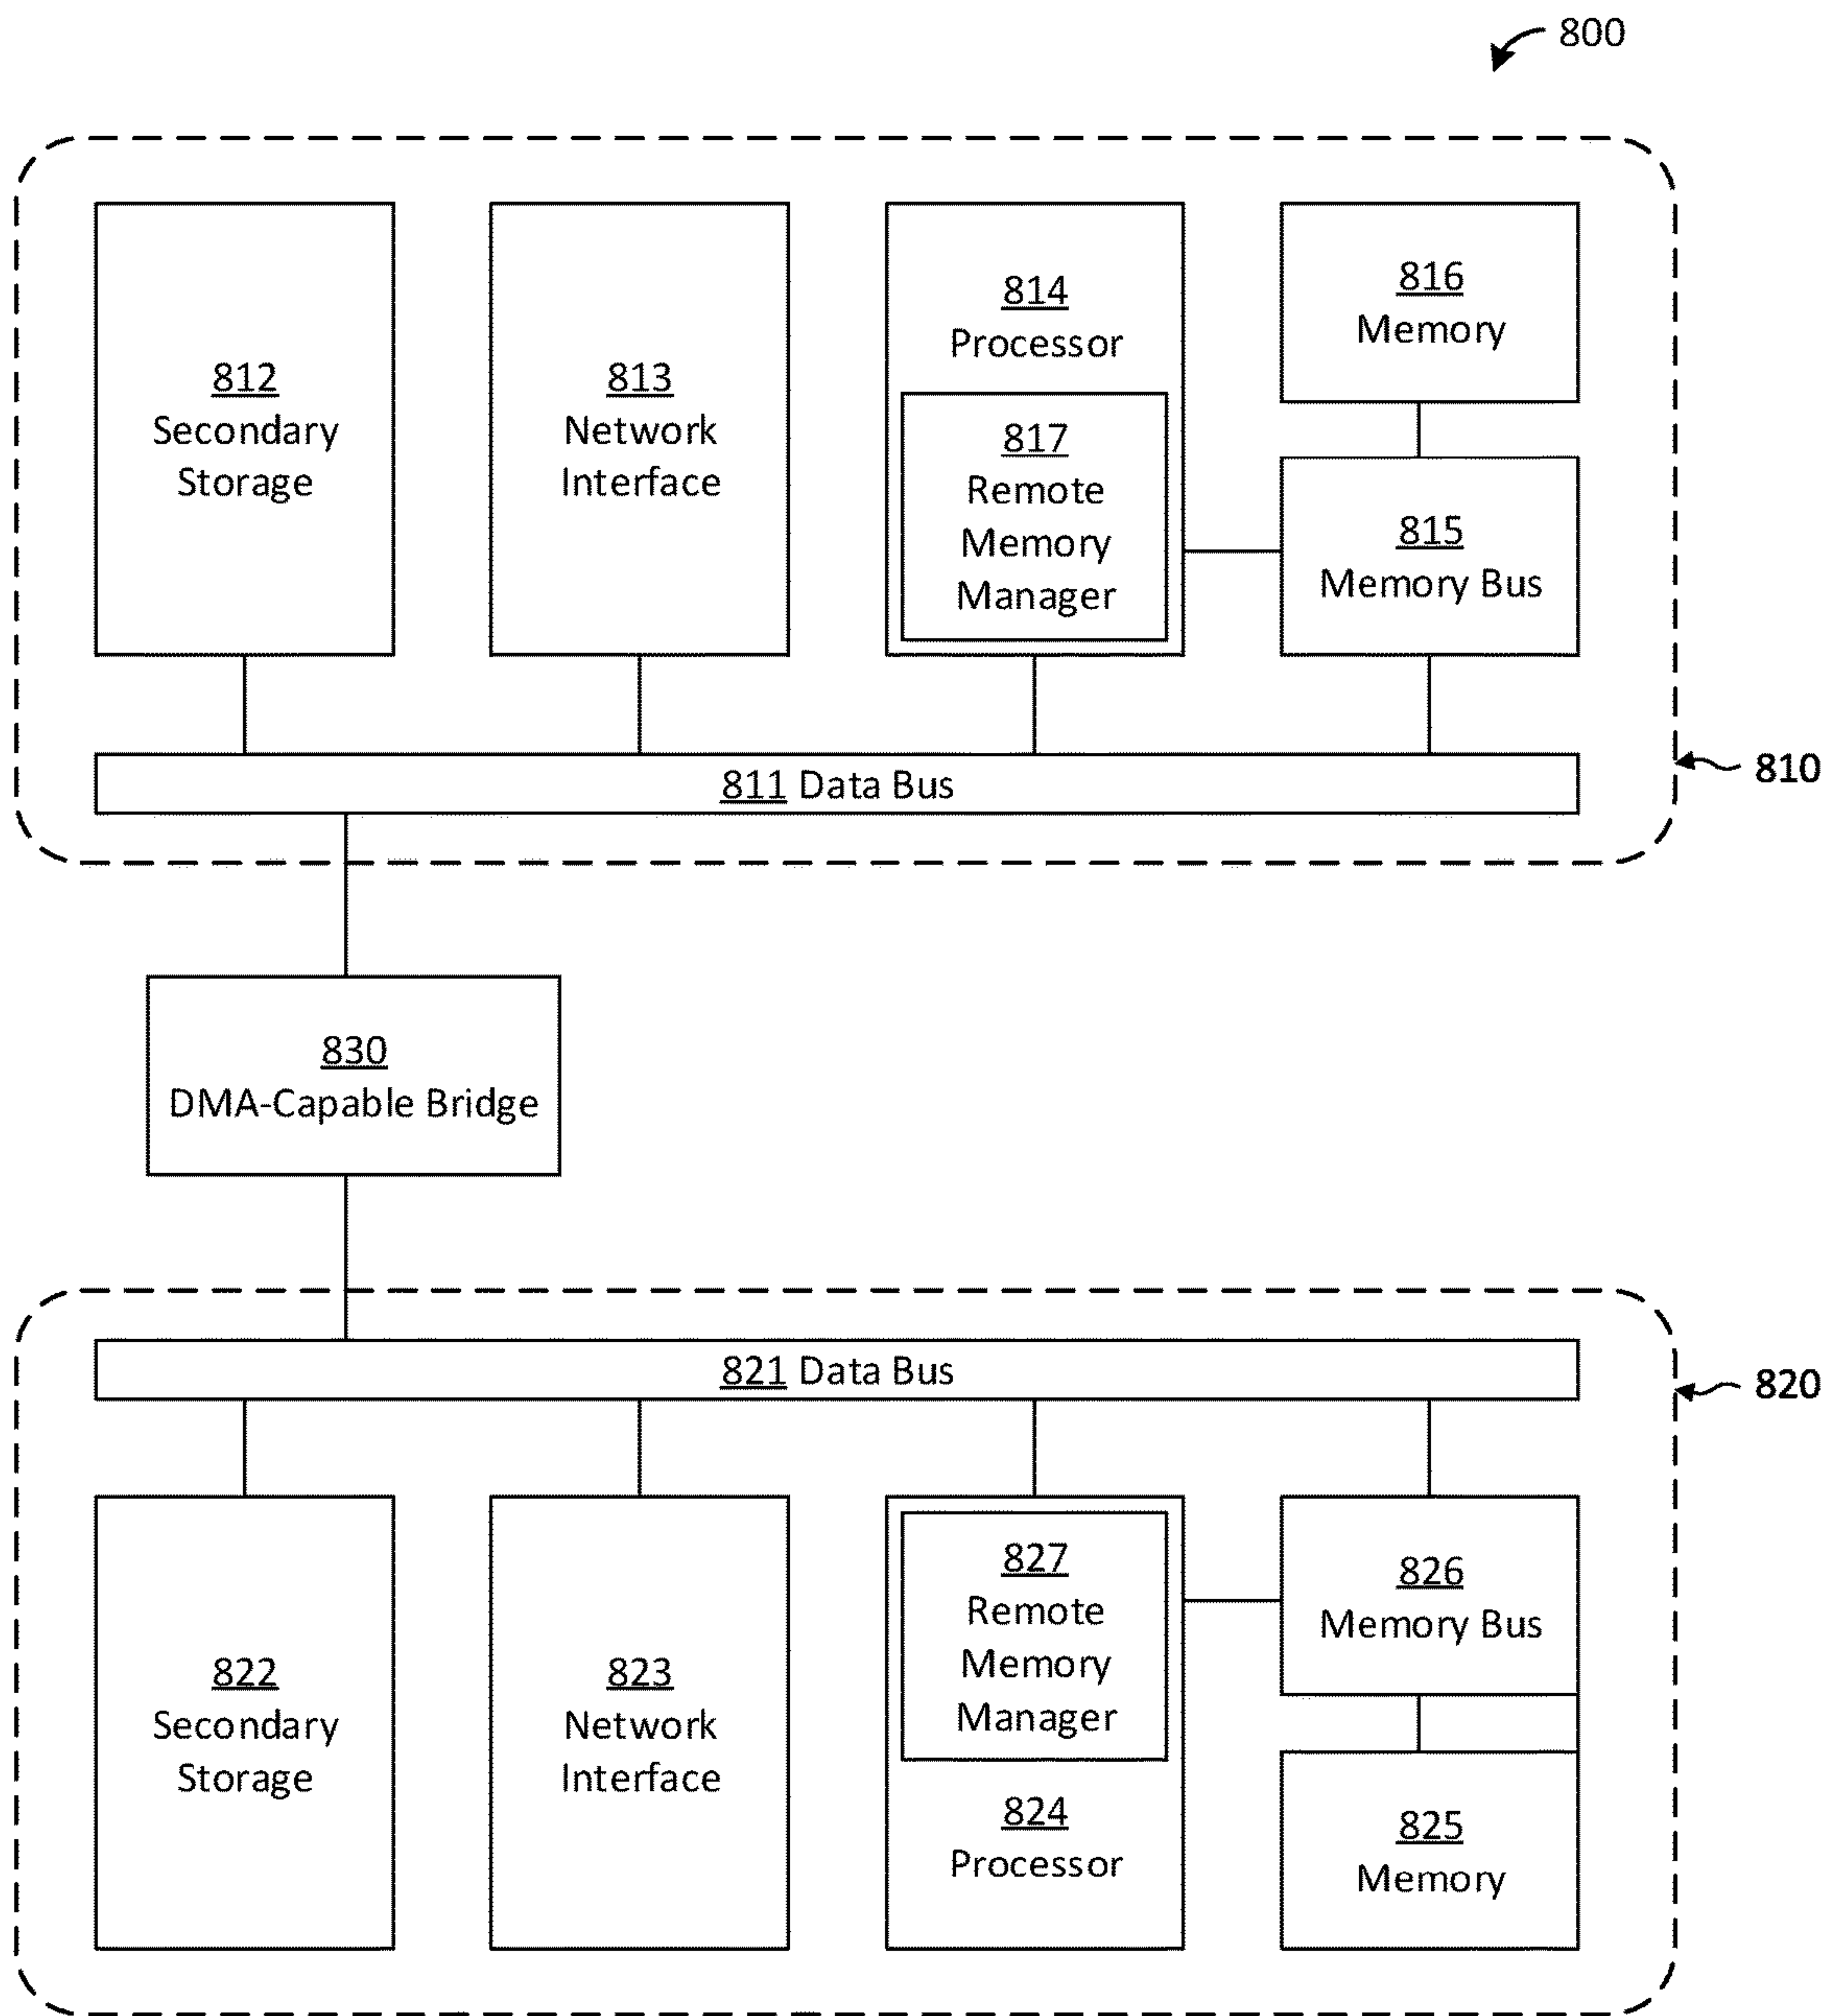 800
812
Secondary
Storage
813
Network
Interface
814
Processor
817
Remote
Memory
Manager
816
Memory
815
Memory Bus
811 Data Bus
810
830
DMA-Capable Bridge
821 Data Bus
820
822
Secondary
Storage
823
Network
Interface
827
Remote
Memory
Manager
824
Processor
826
Memory Bus
825
Memory